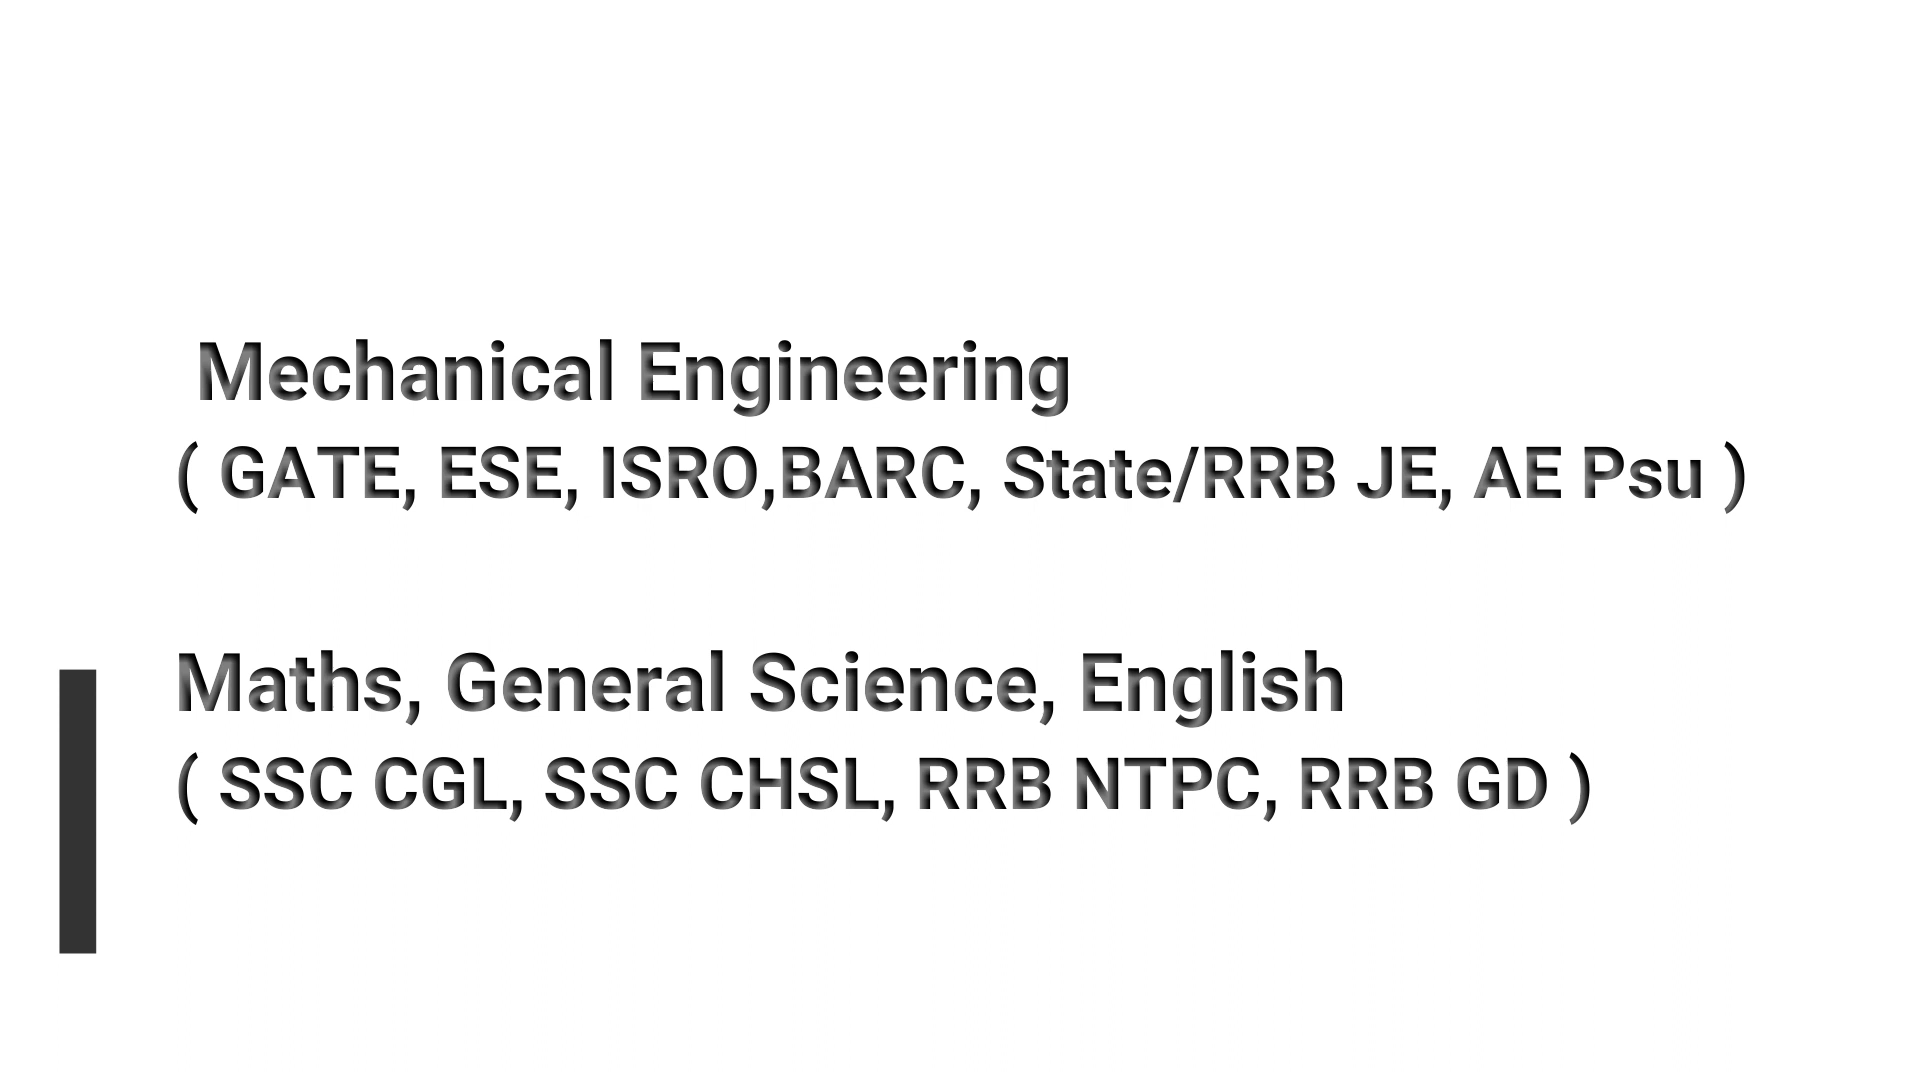 Mechanical Engineering
( GATE, ESE, ISRO,BARC, State/RRB JE, AE Psu )
Maths, General Science, English
( SSC CGL, SSC CHSL, RRB NTPC, RRB GD )